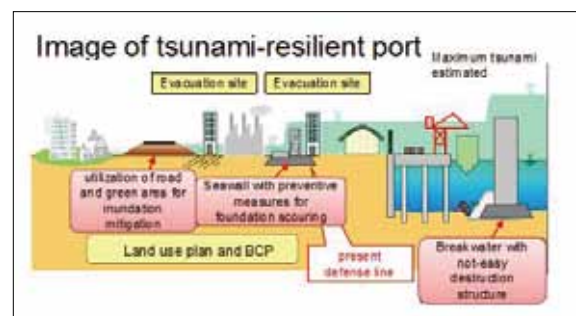 Image of tsunami-resilient port
Maximum tsunami
estimated
Evacuation site
Evacuation site
utilization of road
and green area for
inundation
mitigation
Seawall with preventive
measures for
foundation scouring
Land use plan and BCP
present
defense line
Breakwater with
not-easy
destruction
structure